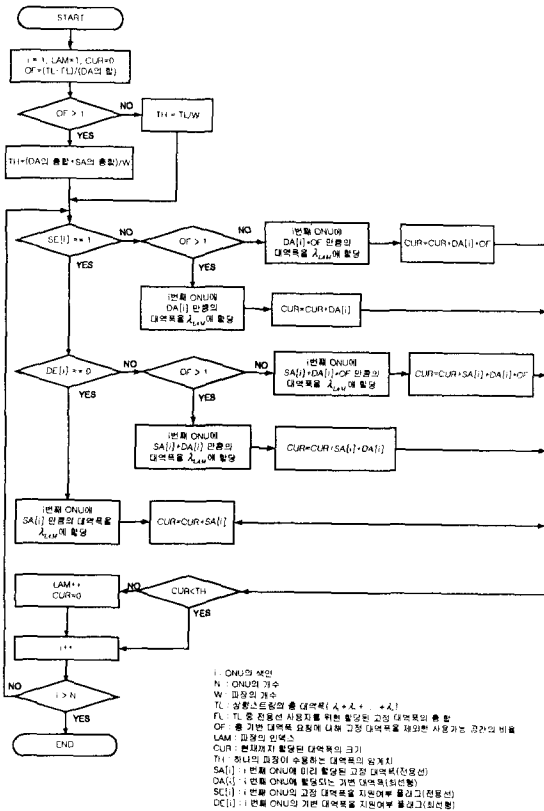 START
i = 1, LAM=1, CUR=0
OF=(TL-FL)/(DA의 합)
OF > 1
NO
TH = TL/W
YES
TH=(DA의 총합+SA의 총합)/W
SE[i] == 1
NO
OF > 1
NO
i번째 ONU에
DA[i]*OF 만큼의
대역폭을 λLAM에 할당
CUR=CUR+DA[i]*OF
YES
YES
i번째 ONU에
DA[i] 만큼의
대역폭을 λLAM에 할당
CUR=CUR+DA[i]
DE[i] == 0
NO
OF > 1
NO
i번째 ONU에
SA[i]+DA[i]*OF 만큼의
대역폭을 λLAM에 할당
CUR=CUR+SA[i]+DA[i]*OF
YES
YES
i번째 ONU에
SA[i]+DA[i] 만큼의
대역폭을 λLAM에 할당
CUR=CUR+SA[i]+DA[i]
i번째 ONU에
SA[i] 만큼의 대역폭을
λLAM에 할당
CUR=CUR+SA[i]
LAM++
CUR=0
NO
CUR<TH
YES
i++
NO
i > N
YES
END
i : ONU의 색인
N : ONU의 개수
W : 파장의 개수
TL : 상향스트림의 총 대역폭
FL : TL 중 전용선 사용자를 위한 할당된 고정 대역폭의 총 합
OF : 총 가변 대역폭 요청에 대해 고정 대역폭을 제외한 사용가능 공간의 비율
LAM : 파장의 인덱스
CUR : 현재까지 할당된 대역폭의 크기
TH : 하나의 파장이 수용하는 대역폭의 임계치
SA[i] : i 번째 ONU에 미리 할당된 고정 대역폭(전용선)
DA[i] : i 번째 ONU에 할당되는 가변 대역폭(최선형)
SE[i] : i 번째 ONU의 고정 대역폭을 지원여부 플래그(전용선)
DE[i] : i 번째 ONU의 가변 대역폭을 지원여부 플래그(최선형)